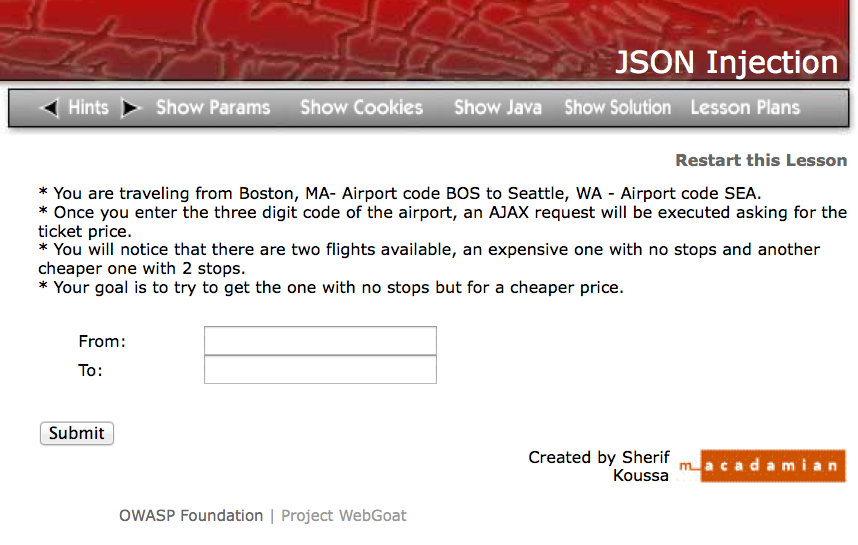 JSON Injection
Hints Show Params Show Cookies Show Java Show Solution Lesson Plans
Restart this Lesson
* You are traveling from Boston, MA- Airport code BOS to Seattle, WA - Airport code SEA.
* Once you enter the three digit code of the airport, an AJAX request will be executed asking for the
ticket price.
* You will notice that there are two flights available, an expensive one with no stops and another
cheaper one with 2 stops.
* Your goal is to try to get the one with no stops but for a cheaper price.
From:
To:
Submit
Created by Sherif
Koussa
m_acadamian
OWASP Foundation | Project WebGoat